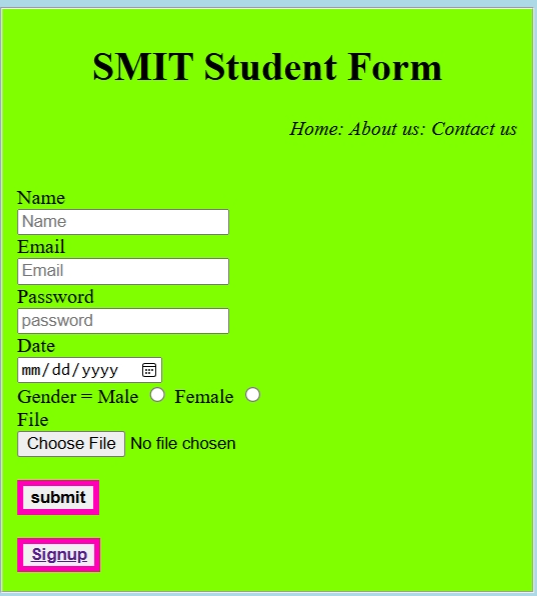 SMIT Student Form
Home: About us: Contact us
Name
Name
Email
Email
Password
password
Date
mm/dd/yyyy
Gender = Male Female
File
Choose File No file chosen
submit
Signup